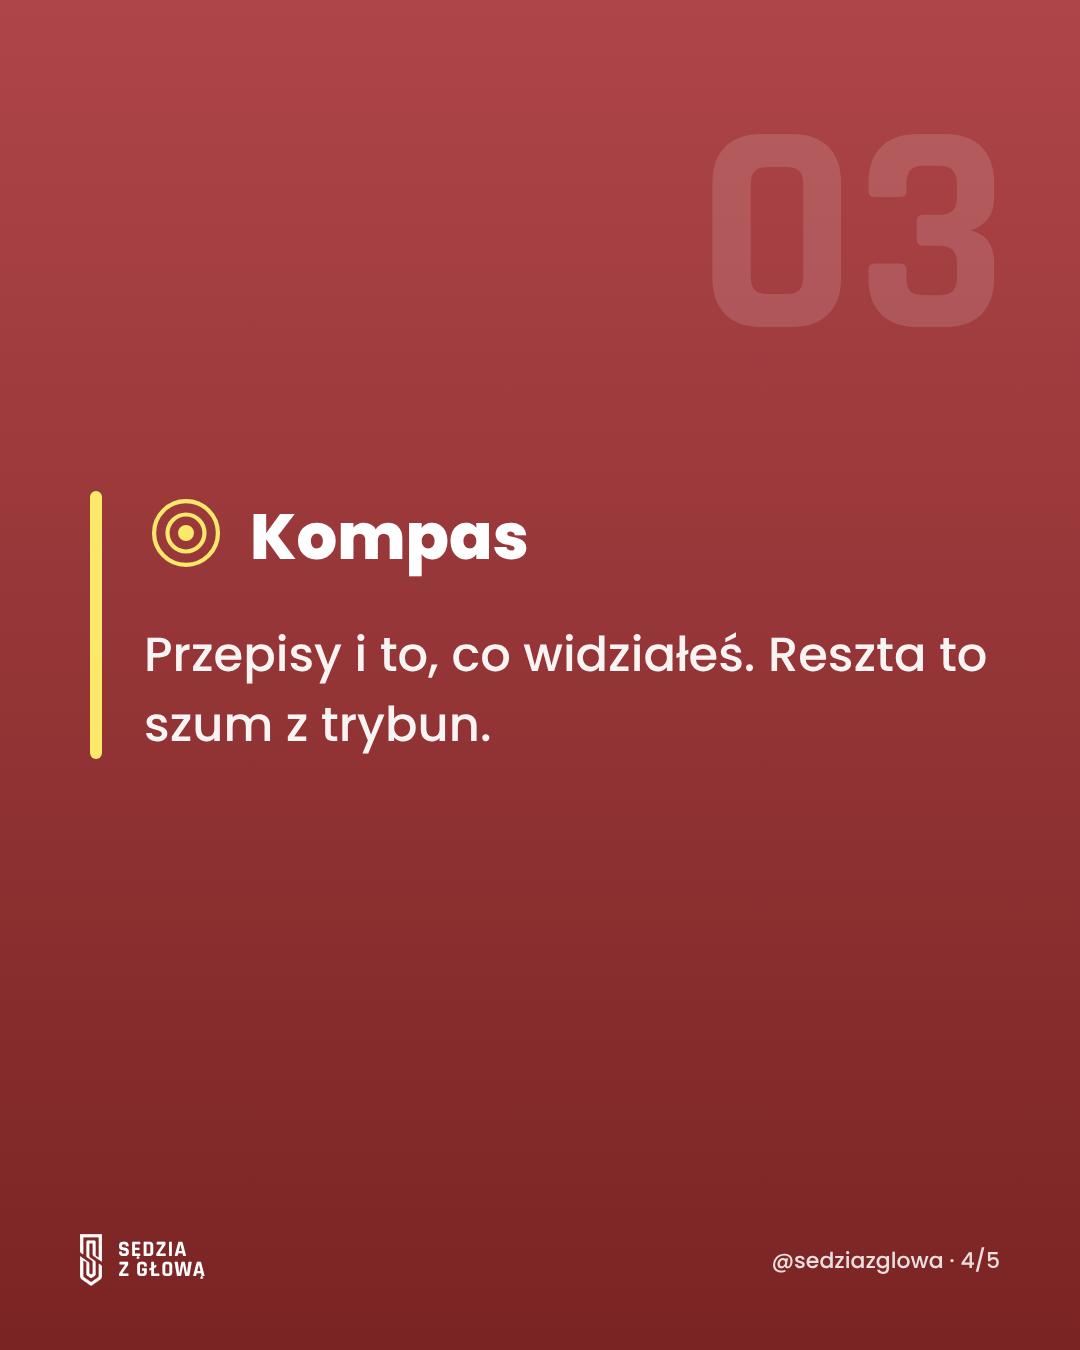 03
Kompas
Przepisy i to, co widziałeś. Reszta to
szum z trybun.
SĘDZIA
Z GŁOWĄ
@sedziazglowa · 4/5